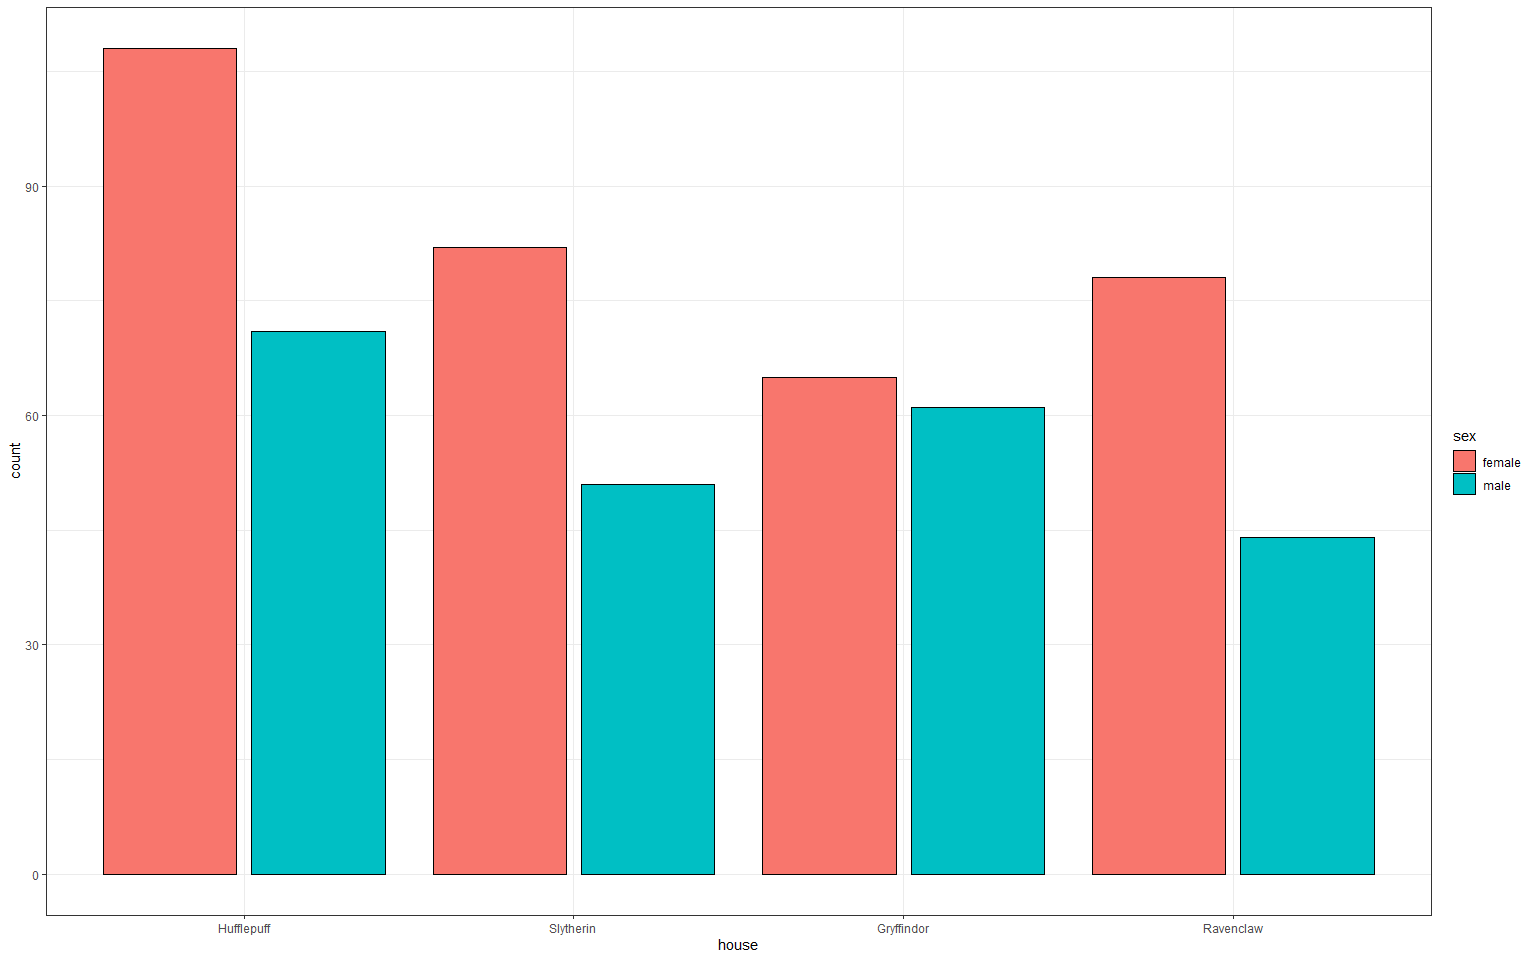 count
90
60
30
0
Hufflepuff
Slytherin
Gryffindor
Ravenclaw
house
sex
female
male